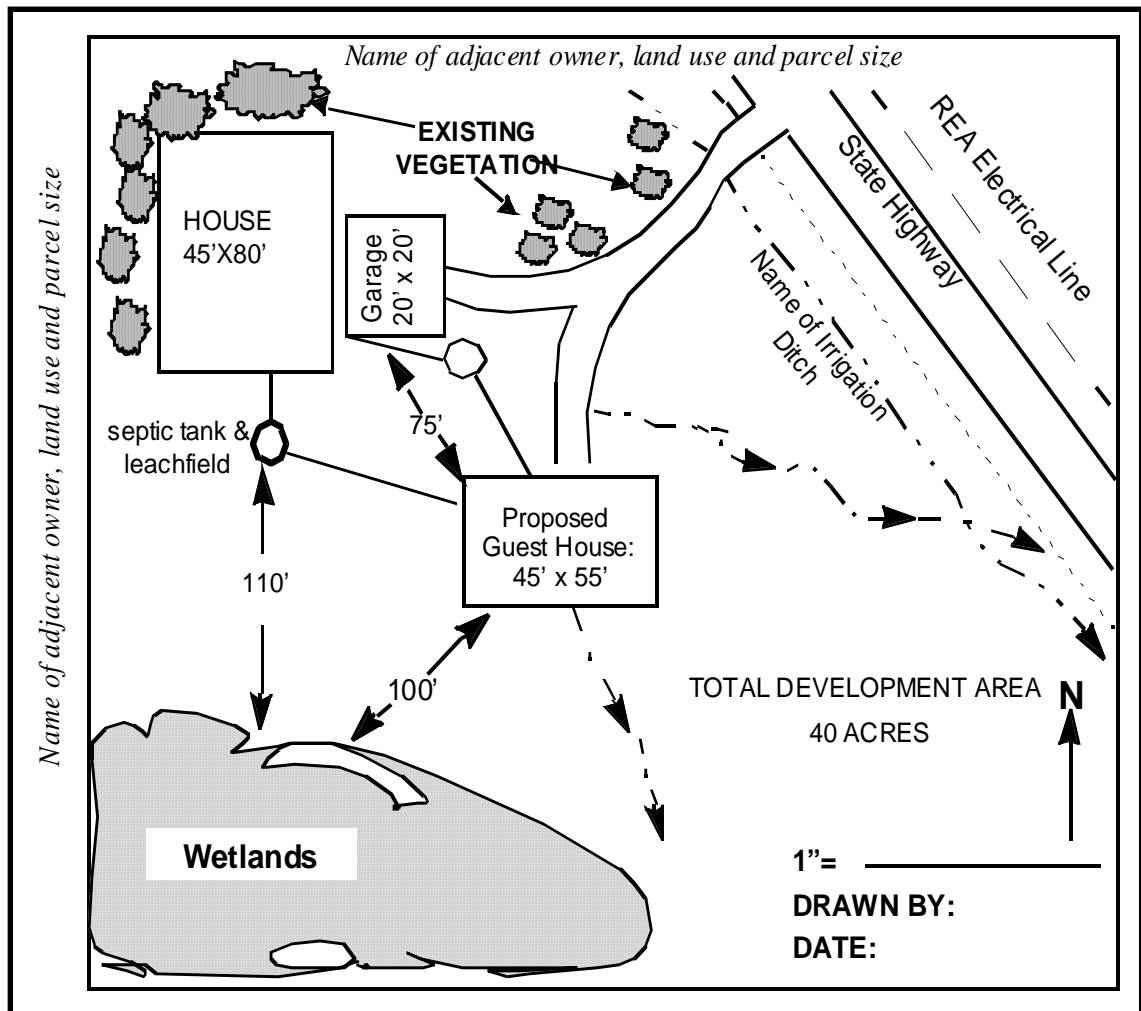 Name of adjacent owner, land use and parcel size
Name of adjacent owner, land use and parcel size
EXISTING
VEGETATION
REA Electrical Line
State Highway
HOUSE
45'X80'
Garage
20' x 20'
Name of Irrigation
Ditch
septic tank &
leachfield
75'
Proposed
Guest House:
45' x 55'
110'
100'
TOTAL DEVELOPMENT AREA
40 ACRES
N
Wetlands
1”=
DRAWN BY:
DATE: